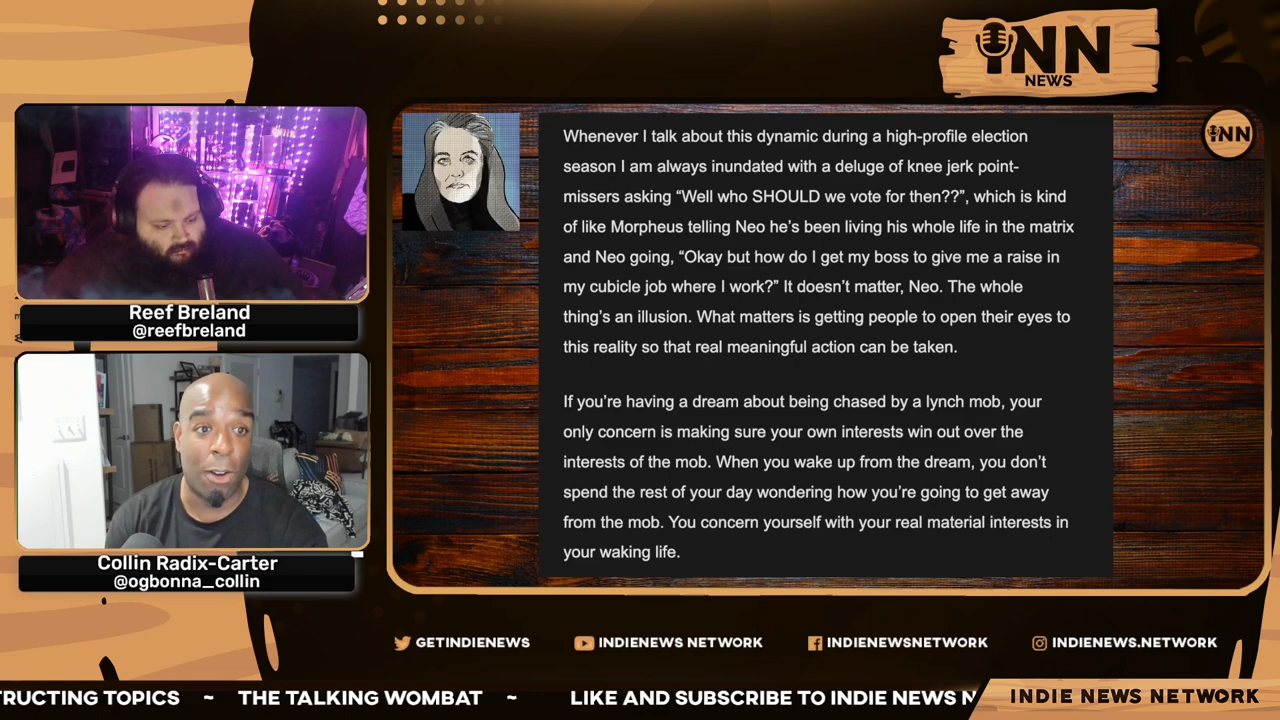 INN
NEWS
INN
Whenever I talk about this dynamic during a high-profile election
season I am always inundated with a deluge of knee jerk point-
missers asking “Well who SHOULD we vote for then??”, which is kind
of like Morpheus telling Neo he’s been living his whole life in the matrix
and Neo going, “Okay but how do I get my boss to give me a raise in
my cubicle job where I work?” It doesn’t matter, Neo. The whole
thing’s an illusion. What matters is getting people to open their eyes to
this reality so that real meaningful action can be taken.
If you’re having a dream about being chased by a lynch mob, your
only concern is making sure your own interests win out over the
interests of the mob. When you wake up from the dream, you don’t
spend the rest of your day wondering how you’re going to get away
from the mob. You concern yourself with your real material interests in
your waking life.
Reef Breland
@reefbreland
Collin Radix-Carter
@ogbonna_collin
GETINDIENEWS
INDIENEWS NETWORK
INDIENEWSNETWORK
INDIENEWS.NETWORK
TRUCTING TOPICS ~ THE TALKING WOMBAT ~ LIKE AND SUBSCRIBE TO INDIE NEWS N
INDIE NEWS NETWORK